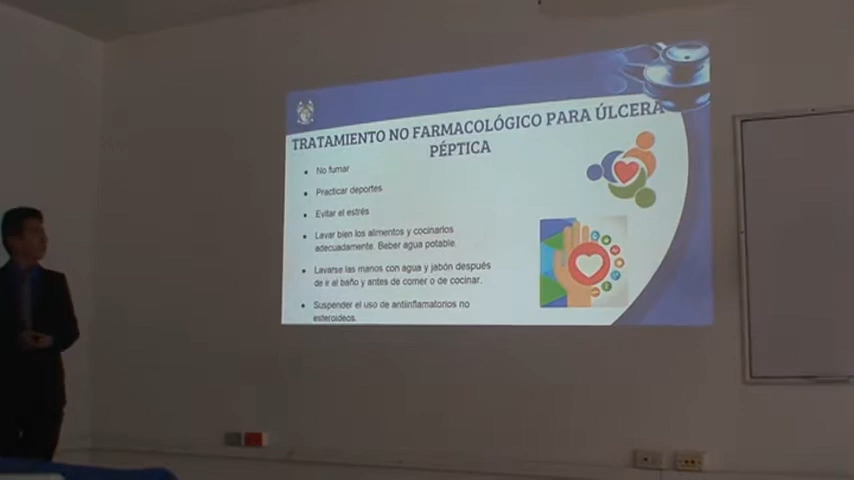 TRATAMIENTO NO FARMACOLÓGICO PARA ÚLCERA
PÉPTICA
• No fumar
• Practicar deportes
• Evitar el estrés
• Lavar bien los alimentos y cocinarlos
adecuadamente. Beber agua potable.
• Lavarse las manos con agua y jabón después
de ir al baño y antes de comer o de cocinar.
• Suspender el uso de antiinflamatorios no
esteroideos.